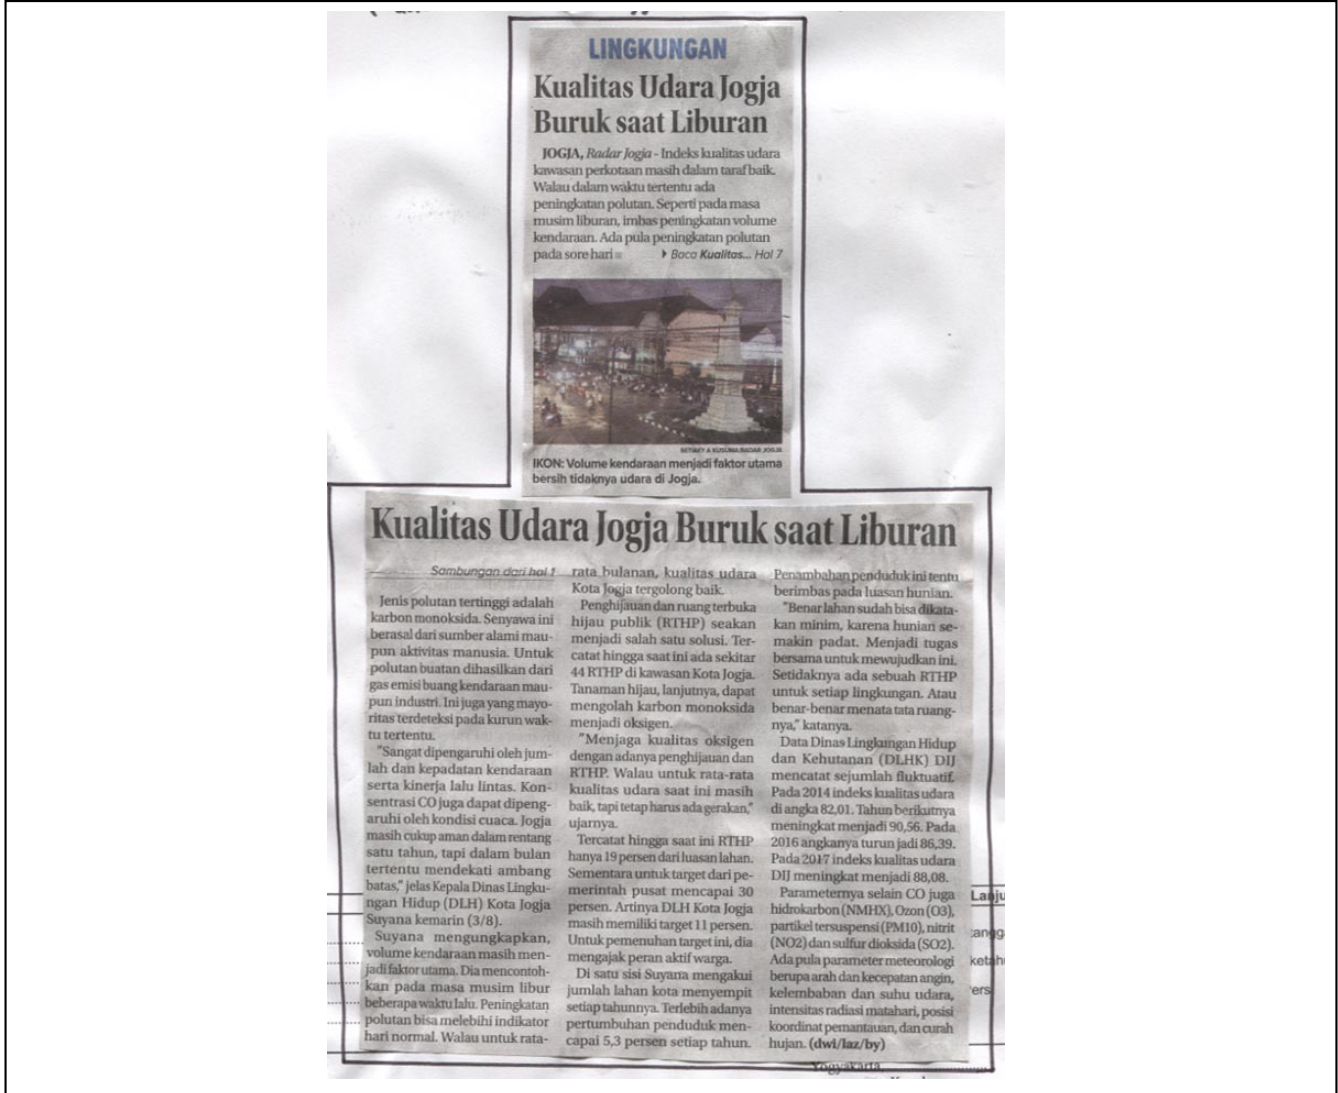 LINGKUNGAN
Kualitas Udara Jogja
Buruk saat Liburan
JOGJA, Radar Jogja - Indeks kualitas udara
kawasan perkotaan masih dalam taraf baik.
Walau dalam waktu tertentu ada
peningkatan polutan. Seperti pada masa
musim liburan, imbas peningkatan volume
kendaraan. Ada pula peningkatan polutan
pada sore hari
Baca Kualitas... Hal 7
RADAR JOGJA
IKON: Volume kendaraan menjadi faktor utama
bersih tidaknya udara di Jogja.
Kualitas Udara Jogja Buruk saat Liburan
Sambungan dari hal 1
Jenis polutan tertinggi adalah
karbon monoksida. Senyawa ini
berasal dari sumber alami mau-
pun aktivitas manusia. Untuk
polutan buatan dihasilkan dari
gas emisi buang kendaraan mau-
pun industri. Ini juga yang mayo-
ritas terdeteksi pada kurun wak-
tu tertentu.
"Sangat dipengaruhi oleh jum-
lah dan kepadatan kendaraan
serta kinerja lalu lintas. Kon-
sentrasi CO juga dapat dipeng-
aruhi oleh kondisi cuaca. Jogja
masih cukup aman dalam rentang
satu tahun, tapi dalam bulan
tertentu mendekati ambang
batas," jelas Kepala Dinas Lingku-
ngan Hidup (DLH) Kota Jogja
Suyana kemarin (3/8).
Suyana mengungkapkan,
volume kendaraan masih men-
jadi faktor utama. Dia mencontoh-
kan pada masa musim libur
beberapa waktu lalu. Peningkatan
polutan bisa melebihi indikator
hari normal. Walau untuk rata-
rata bulanan, kualitas udara
Kota Jogja tergolong baik.
Penghijauan dan ruang terbuka
hijau publik (RTHP) seakan
menjadi salah satu solusi. Ter-
catat hingga saat ini ada sekitar
44 RTHP di kawasan Kota Jogja.
Tanaman hijau, lanjutnya, dapat
mengolah karbon monoksida
menjadi oksigen.
"Menjaga kualitas oksigen
dengan adanya penghijauan dan
RTHP. Walau untuk rata-rata
kualitas udara saat ini masih
baik, tapi tetap harus ada gerakan,"
ujarnya.
Tercatat hingga saat ini RTHP
hanya 19 persen dari luasan lahan.
Sementara untuk target dari pe-
merintah pusat mencapai 30
persen. Artinya DLH Kota Jogja
masih memiliki target 11 persen.
Untuk pemenuhan target ini, dia
mengajak peran aktif warga.
Di satu sisi Suyana mengakui
jumlah lahan kota menyempit
setiap tahunnya. Terlebih adanya
pertumbuhan penduduk men-
capai 5,3 persen setiap tahun.
Penambahan penduduk ini tentu
berimbas pada luasan hunian.
"Benar lahan sudah bisa dikata-
kan minim, karena hunian se-
makin padat. Menjadi tugas
bersama untuk mewujudkan ini.
Setidaknya ada sebuah RTHP
untuk setiap lingkungan. Atau
benar-benar menata tata ruang-
nya," katanya.
Data Dinas Lingkungan Hidup
dan Kehutanan (DLHK) DIJ
mencatat sejumlah fluktuatif.
Pada 2014 indeks kualitas udara
di angka 82,01. Tahun berikutnya
meningkat menjadi 90,56. Pada
2016 angkanya turun jadi 86,39.
Pada 2017 indeks kualitas udara
DIJ meningkat menjadi 88,08.
Parameternya selain CO juga
hidrokarbon (NMHX), Ozon (O3),
partikel tersuspensi (PM10), nitrit
(NO2) dan sulfur dioksida (SO2).
Ada pula parameter meteorologi
berupa arah dan kecepatan angin,
kelembaban dan suhu udara,
intensitas radiasi matahari, posisi
koordinat pemantauan, dan curah
hujan. (dwi/laz/by)
Lanju
tangg
ketahu
ers
Yogyakarta,